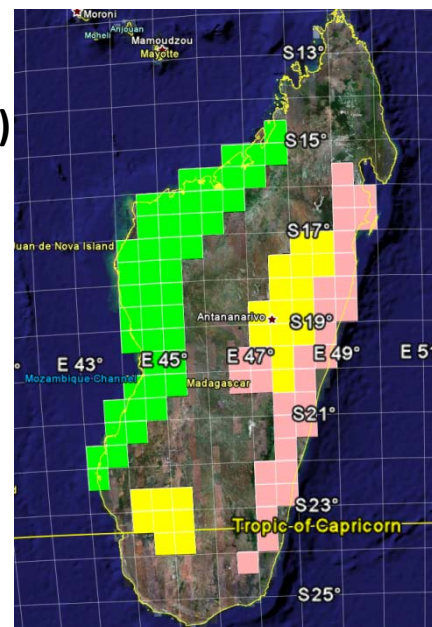 Moroni
Anjouan
Moheli
Mamoudzou
Mayotte
S13°
)
S15°
Juan de Nova Island
S17°
Antananarivo
S19°
E 43°
E 45°
E 47°
E 49°
E 51
Mozambique Channel
Madagascar
S21°
S23°
Tropic of Capricorn
S25°